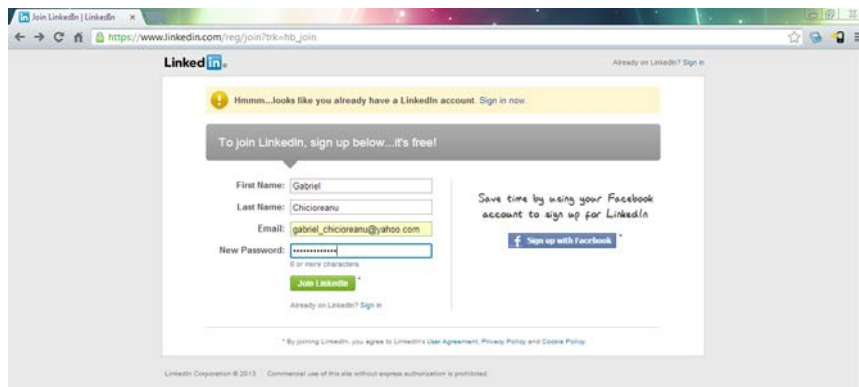 Join LinkedIn | LinkedIn
https://www.linkedin.com/reg/join?trk=hb_join
Linked in.
Already on LinkedIn? Sign in
Hmmm...looks like you already have a LinkedIn account. Sign in now.
To join LinkedIn, sign up below...it's free!
First Name: Gabriel
Last Name: Chicioreanu
Email: gabriel_chicioreanu@yahoo.com
New Password: •••••••••••••
6 or more characters
Join LinkedIn *
Already on LinkedIn? Sign in
Save time by using your Facebook
account to sign up for LinkedIn
f Sign up with Facebook *
* By joining LinkedIn, you agree to LinkedIn's User Agreement, Privacy Policy and Cookie Policy.
LinkedIn Corporation © 2013 | Commercial use of this site without express authorization is prohibited.